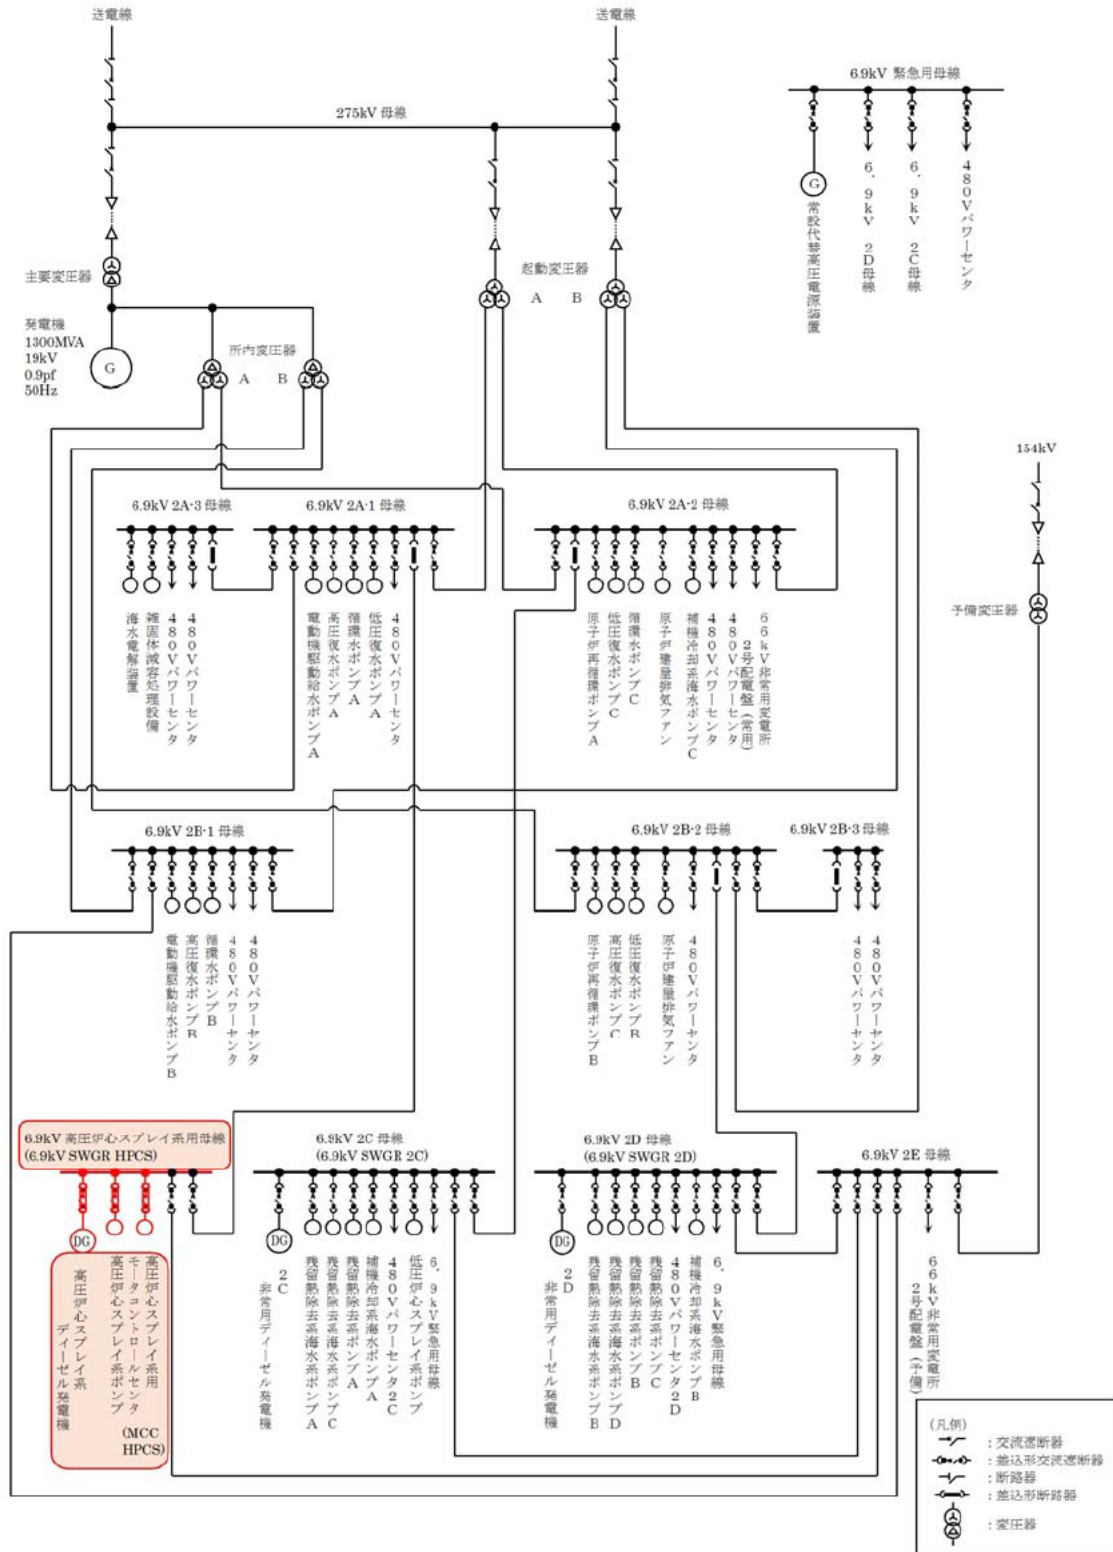 送電線
送電線
6.9kV 緊急用母線
275kV 母線
G
常設代替高圧電源装置
6.9kV 2D母線
6.9kV 2C母線
480Vパワーセンタ
主要変圧器
起動変圧器
A
B
発電機
1300MVA
19kV
0.9pf
50Hz
G
所内変圧器
A
B
154kV
予備変圧器
6.9kV 2A-3 母線
6.9kV 2A-1 母線
6.9kV 2A-2 母線
海水電解装置
雑固体減容処理設備
480Vパワーセンタ
480Vパワーセンタ
電動機駆動給水ポンプA
高圧復水ポンプA
循環水ポンプA
低圧復水ポンプA
480Vパワーセンタ
原子炉再循環ポンプA
低圧復水ポンプC
循環水ポンプC
原子炉建屋排気ファン
補機冷却系海水ポンプC
480Vパワーセンタ
480Vパワーセンタ
66kV非常用変電所
2号配電盤(常用)
6.9kV 2B-1 母線
6.9kV 2B-2 母線
6.9kV 2B-3 母線
電動機駆動給水ポンプB
高圧復水ポンプB
循環水ポンプB
480Vパワーセンタ
480Vパワーセンタ
原子炉再循環ポンプB
高圧復水ポンプC
低圧復水ポンプB
原子炉建屋排気ファン
480Vパワーセンタ
480Vパワーセンタ
480Vパワーセンタ
6.9kV 高圧炉心スプレイ系用母線
(6.9kV SWGR HPCS)
6.9kV 2C 母線
(6.9kV SWGR 2C)
6.9kV 2D 母線
(6.9kV SWGR 2D)
6.9kV 2E 母線
DG
高圧炉心スプレイ系
ディーゼル発電機
高圧炉心スプレイ系ポンプ
高圧炉心スプレイ系用
モータコントロールセンタ
(MCC
HPCS)
DG
2C
非常用ディーゼル発電機
残留熱除去系海水系ポンプA
残留熱除去系海水系ポンプC
残留熱除去系ポンプA
補機冷却系海水ポンプA
480Vパワーセンタ2C
低圧炉心スプレイ系ポンプ
6.9kV緊急用母線
DG
2D
非常用ディーゼル発電機
残留熱除去系海水系ポンプB
残留熱除去系海水系ポンプD
残留熱除去系ポンプB
残留熱除去系ポンプC
480Vパワーセンタ2D
補機冷却系海水ポンプB
6.9kV緊急用母線
66kV非常用変電所
2号配電盤(予備)
(凡例)
:交流遮断器
:差込形交流遮断器
:断路器
:差込形断路器
:変圧器